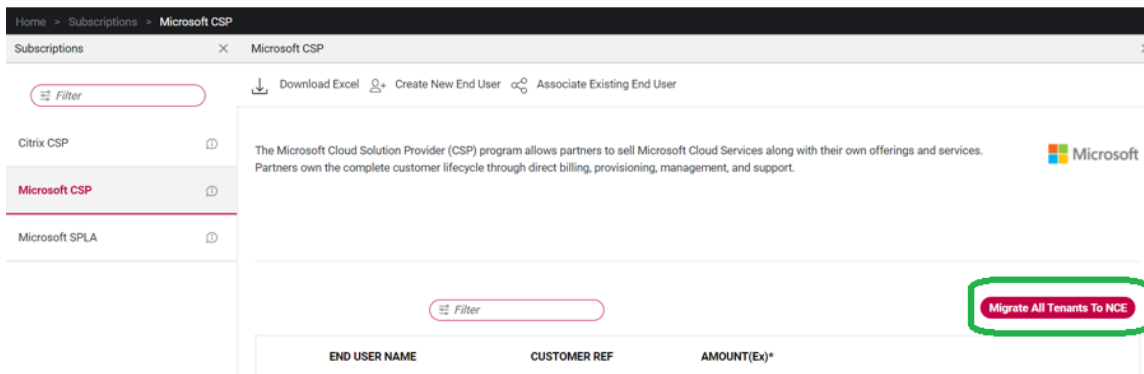 Home > Subscriptions > Microsoft CSP
Subscriptions
Microsoft CSP
Filter
Download Excel
Create New End User
Associate Existing End User
Citrix CSP
Microsoft CSP
Microsoft SPLA
The Microsoft Cloud Solution Provider (CSP) program allows partners to sell Microsoft Cloud Services along with their own offerings and services.
Partners own the complete customer lifecycle through direct billing, provisioning, management, and support.
Microsoft
Filter
Migrate All Tenants To NCE
END USER NAME CUSTOMER REF AMOUNT(Ex)*